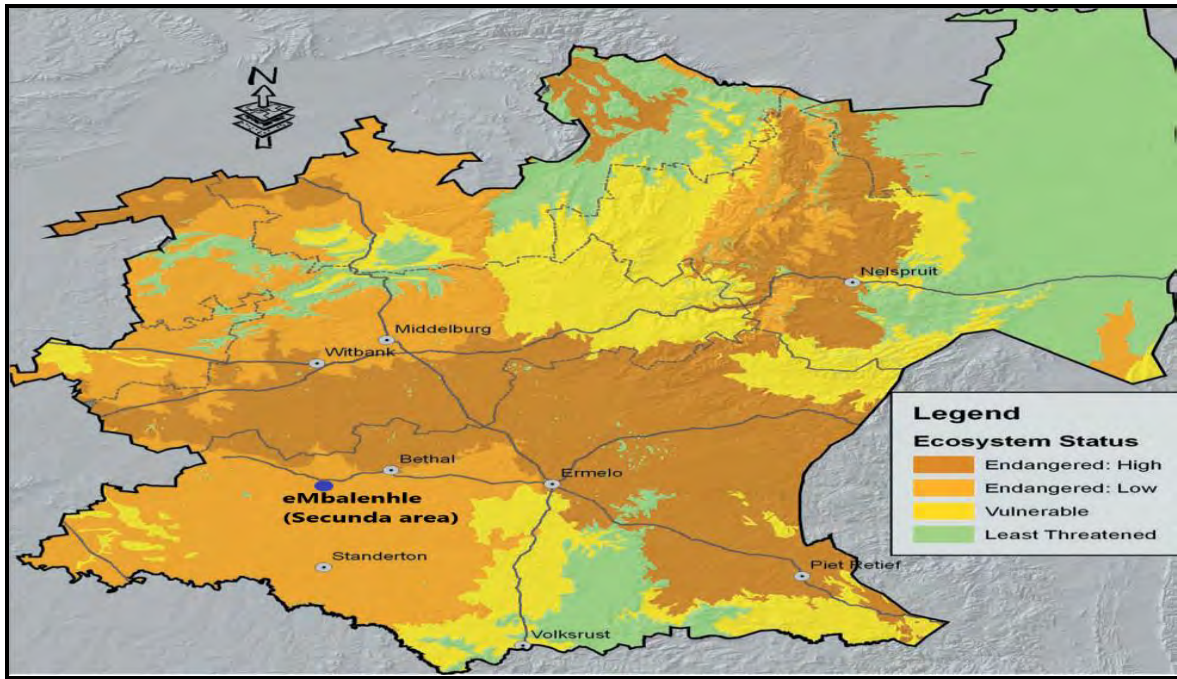 N
Nelspruit
Middelburg
Witbank
Legend
Ecosystem Status
Endangered: High
Endangered: Low
Vulnerable
Least Threatened
Bethal
Ermelo
eMbalenhle
(Secunda area)
Standerton
Piet Retief
Volksrust